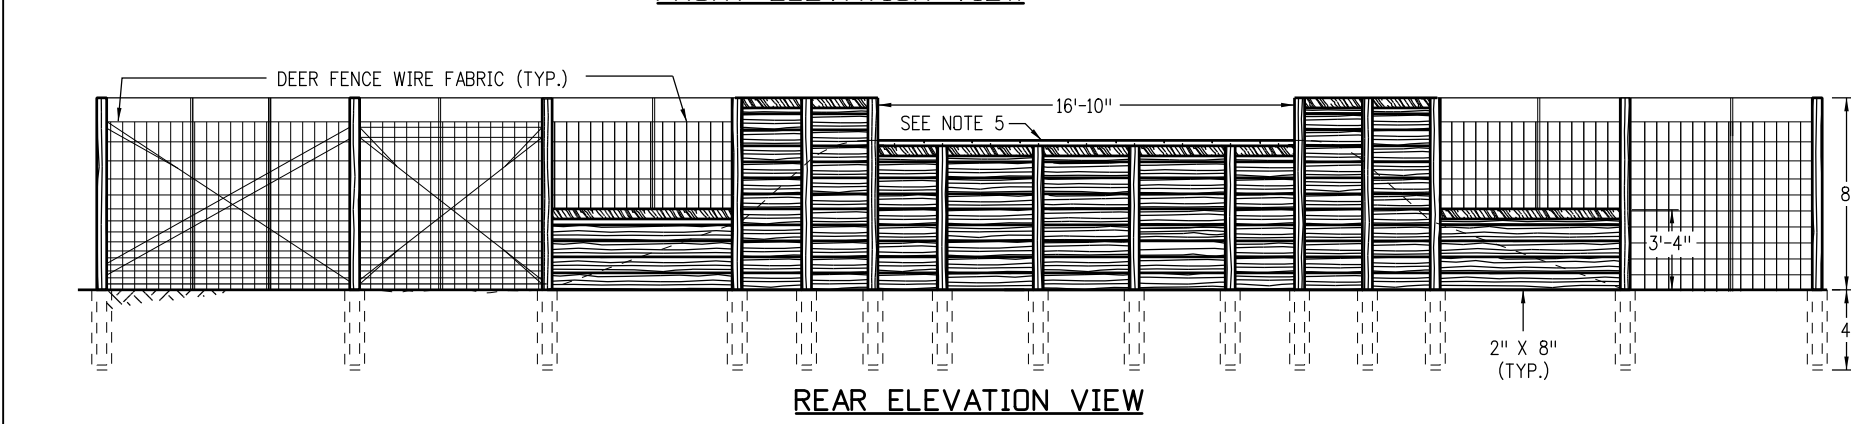 DEER FENCE WIRE FABRIC (TYP.)
16'-10"
SEE NOTE 5
8
3'-4"
4
2" X 8"
(TYP.)
REAR ELEVATION VIEW